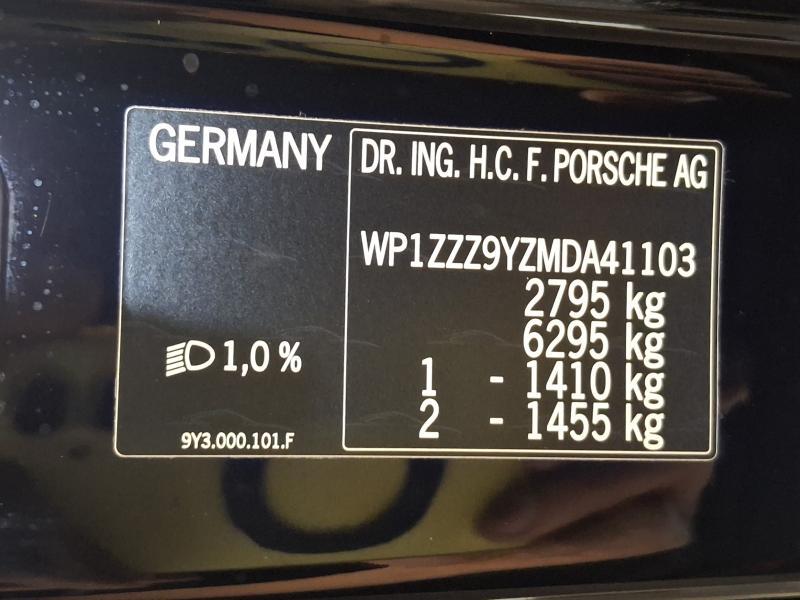 GERMANY
DR. ING. H.C. F. PORSCHE AG
WP1ZZZ9YZMDA41103
2795 kg
6295 kg
1 - 1410 kg
2 - 1455 kg
1,0 %
9Y3.000.101.F